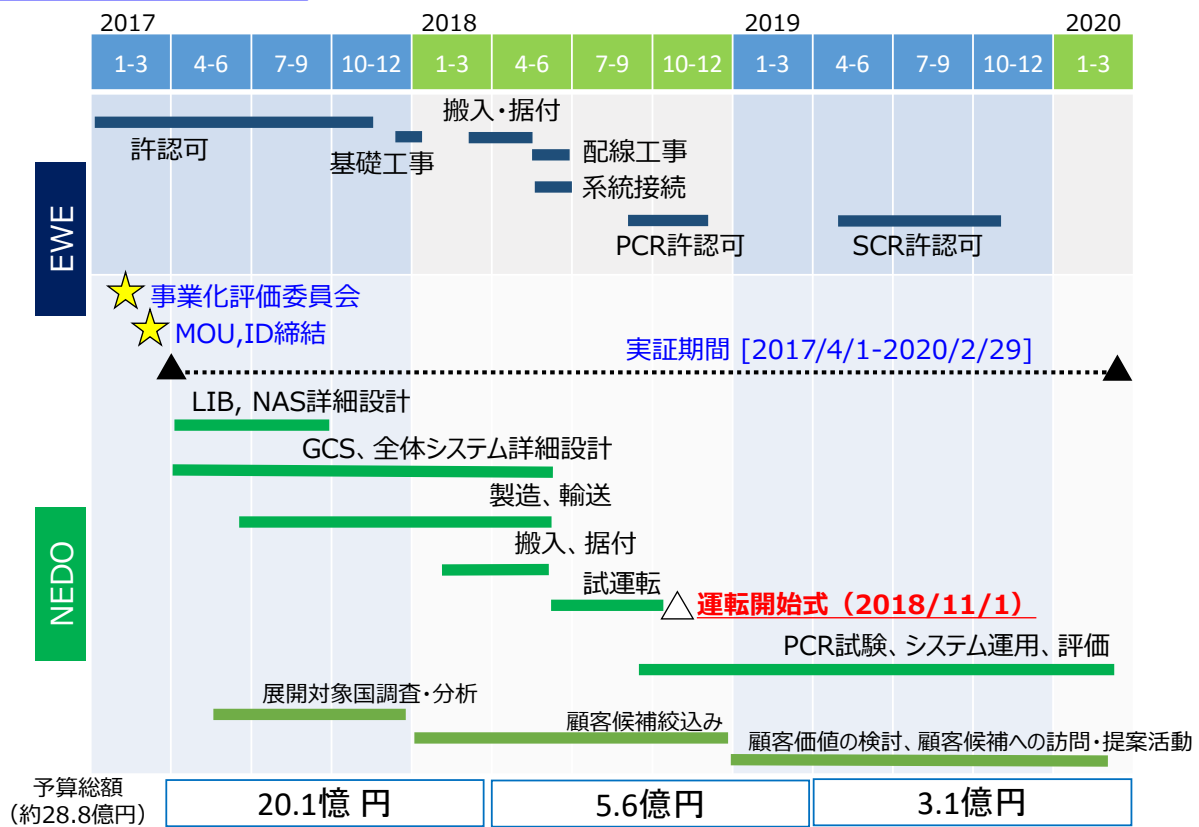 2017 2018 2019 2020
1-3 4-6 7-9 10-12 1-3 4-6 7-9 10-12 1-3 4-6 7-9 10-12 1-3
EWE
搬入・据付
許認可
基礎工事
配線工事
系統接続
PCR許認可
SCR許認可
事業化評価委員会
MOU,ID締結
実証期間 [2017/4/1-2020/2/29]
NEDO
LIB, NAS詳細設計
GCS、全体システム詳細設計
製造、輸送
搬入、据付
試運転
運転開始式（2018/11/1）
PCR試験、システム運用、評価
展開対象国調査・分析
顧客候補絞込み
顧客価値の検討、顧客候補への訪問・提案活動
予算総額
（約28.8億円）
20.1憶 円
5.6億円
3.1億円